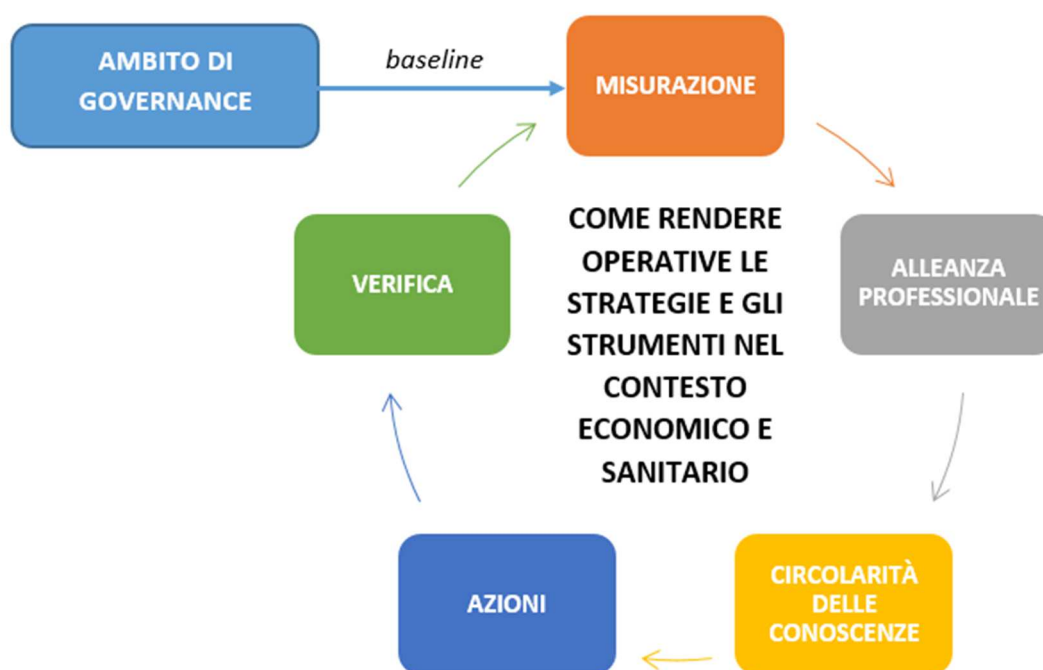 AMBITO DI
GOVERNANCE
baseline
MISURAZIONE
COME RENDERE
OPERATIVE LE
STRATEGIE E GLI
STRUMENTI NEL
CONTESTO
ECONOMICO E
SANITARIO
ALLEANZA
PROFESSIONALE
CIRCOLARITÀ
DELLE
CONOSCENZE
AZIONI
VERIFICA